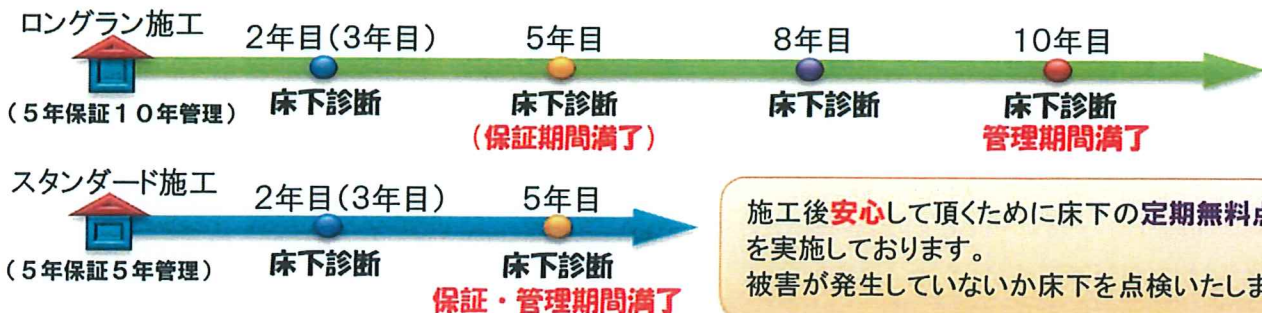 ロングラン施工
2年目(3年目) 5年目 8年目 10年目
(5年保証10年管理)
床下診断 床下診断 床下診断 床下診断
(保証期間満了) 管理期間満了
スタンダード施工
2年目(3年目) 5年目
(5年保証5年管理)
床下診断 床下診断
保証・管理期間満了
施工後安心して頂くために床下の定期無料点
を実施しております。
被害が発生していないか床下を点検いたしま